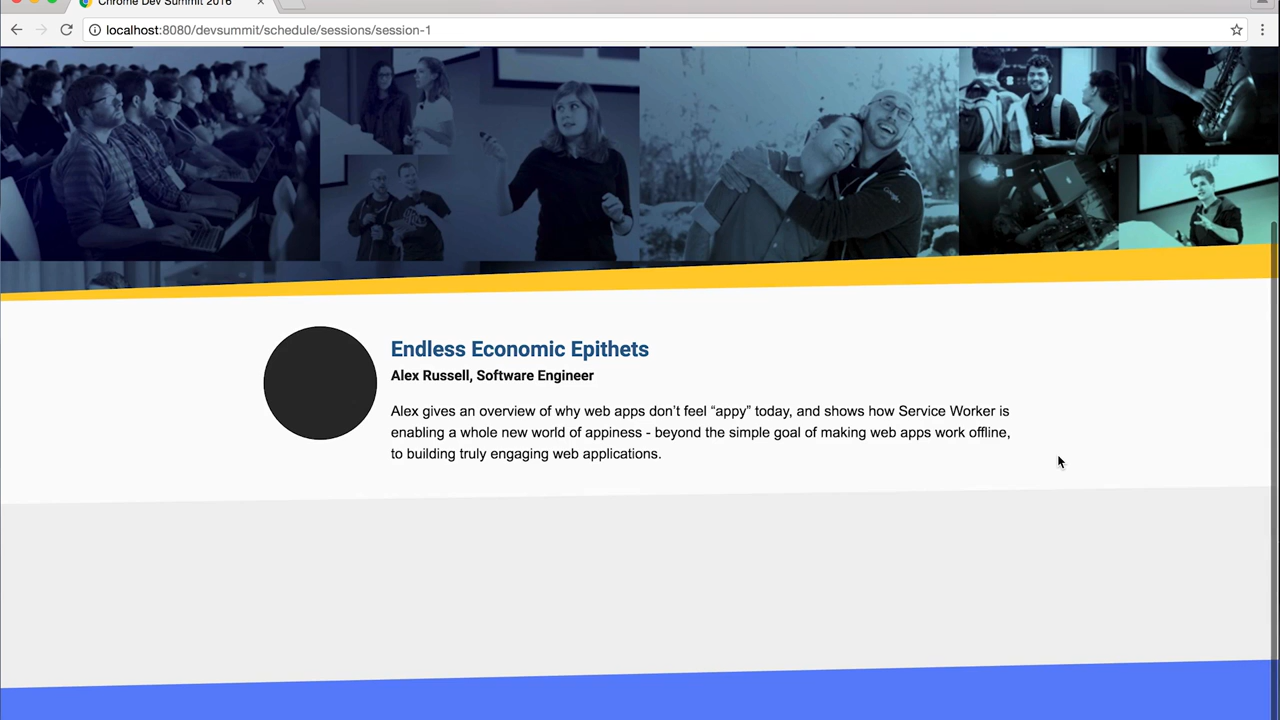 Chrome Dev Summit 2016
localhost:8080/devsummit/schedule/sessions/session-1
Endless Economic Epithets
Alex Russell, Software Engineer
Alex gives an overview of why web apps don’t feel “appy” today, and shows how Service Worker is
enabling a whole new world of appiness - beyond the simple goal of making web apps work offline,
to building truly engaging web applications.